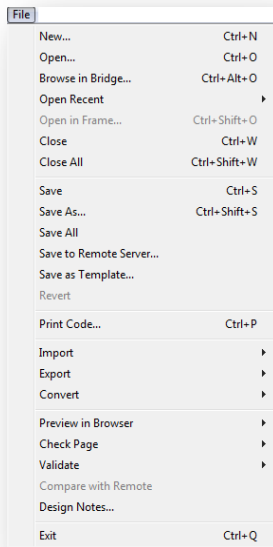 File
New... Ctrl+N
Open... Ctrl+O
Browse in Bridge... Ctrl+Alt+O
Open Recent
Open in Frame... Ctrl+Shift+O
Close Ctrl+W
Close All Ctrl+Shift+W
Save Ctrl+S
Save As... Ctrl+Shift+S
Save All
Save to Remote Server...
Save as Template...
Revert
Print Code... Ctrl+P
Import
Export
Convert
Preview in Browser
Check Page
Validate
Compare with Remote
Design Notes...
Exit Ctrl+Q